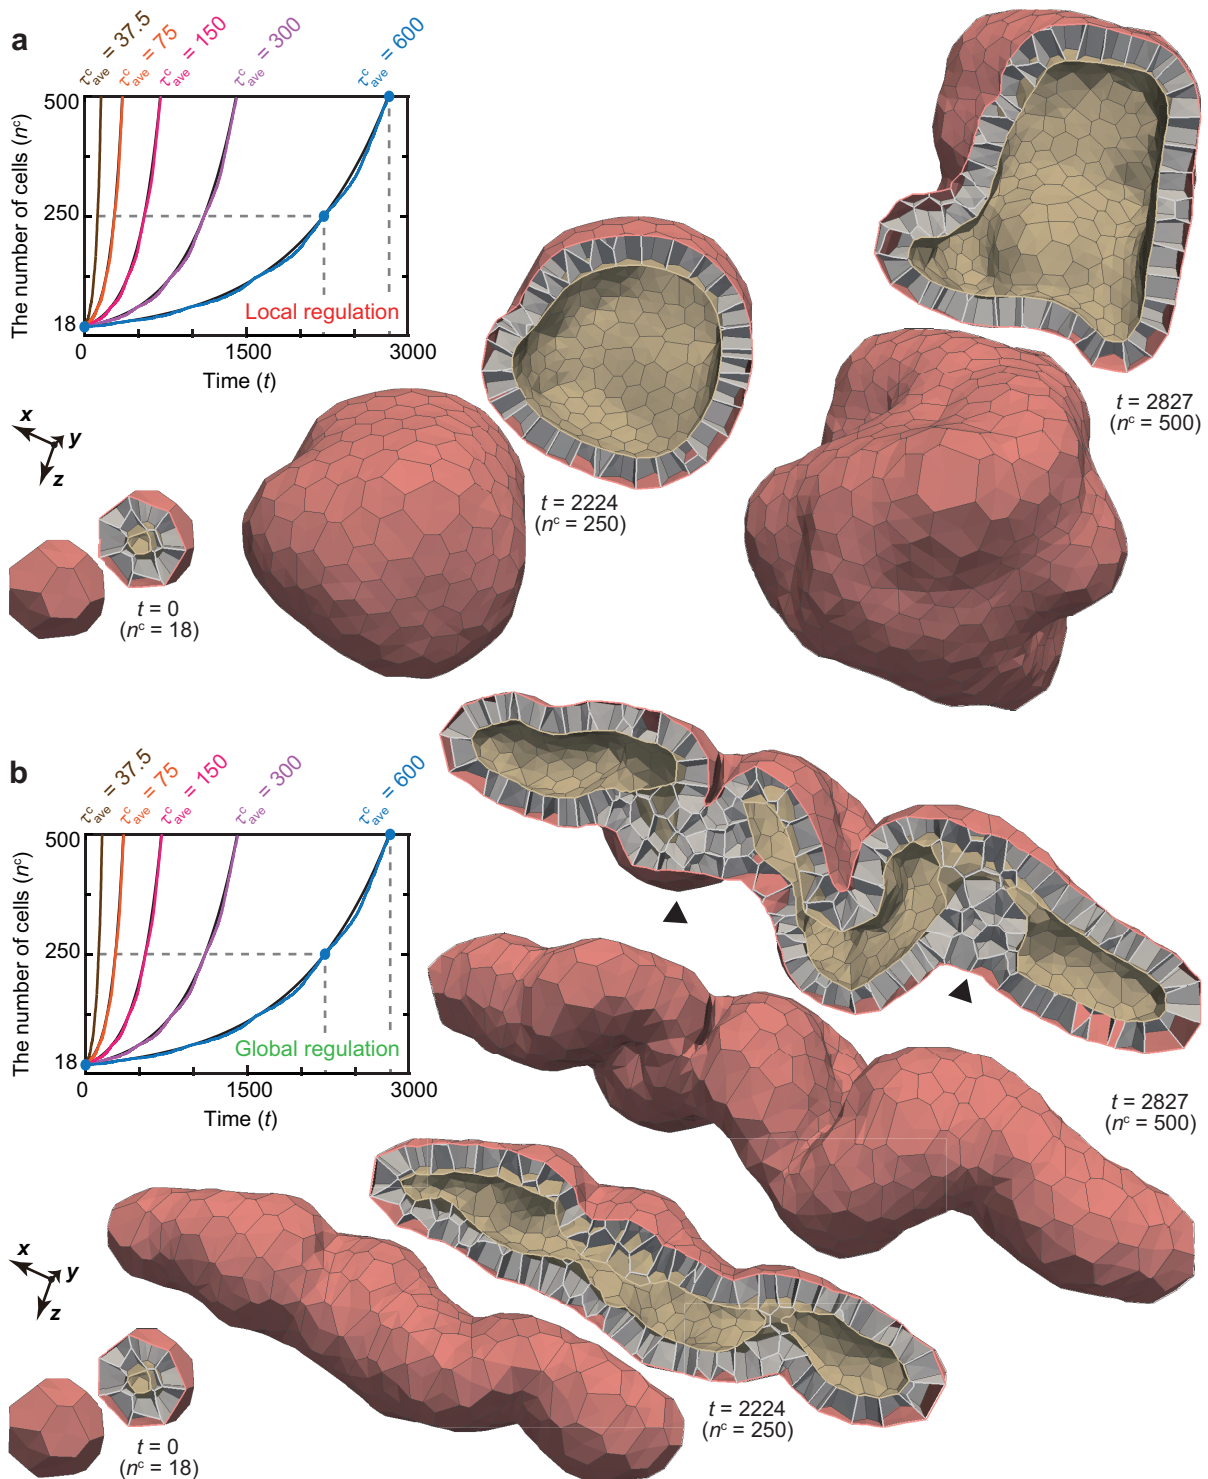 a
τᶜave = 37.5
τᶜave = 75
τᶜave = 150
τᶜave = 300
τᶜave = 600
The number of cells (nᶜ)
500
250
18
Local regulation
0
1500
3000
Time (t)
x
y
z
t = 0
(nᶜ = 18)
t = 2224
(nᶜ = 250)
t = 2827
(nᶜ = 500)
b
τᶜave = 37.5
τᶜave = 75
τᶜave = 150
τᶜave = 300
τᶜave = 600
The number of cells (nᶜ)
500
250
18
Global regulation
0
1500
3000
Time (t)
t = 2827
(nᶜ = 500)
x
y
z
t = 0
(nᶜ = 18)
t = 2224
(nᶜ = 250)